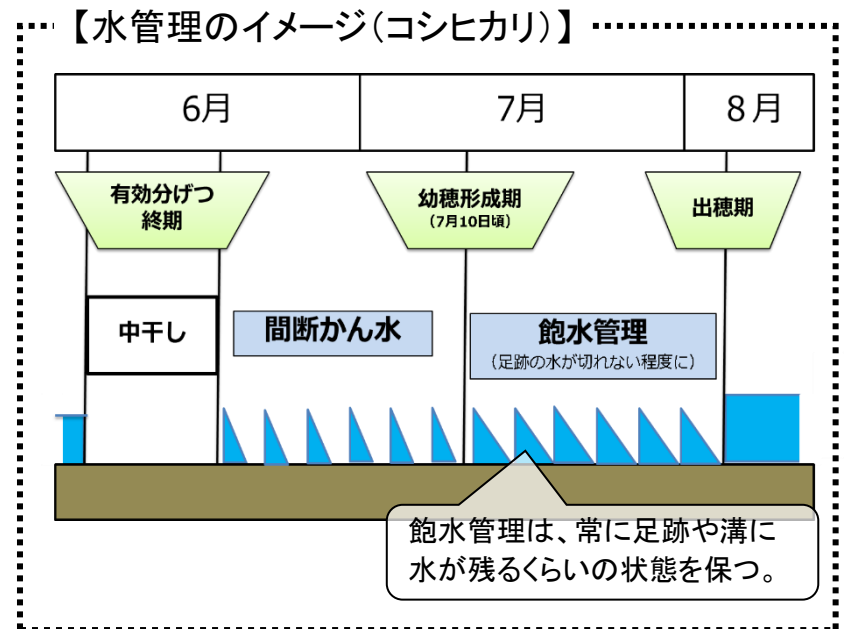 【水管理のイメージ(コシヒカリ)】
6月 7月 8月
有効分げつ
終期
幼穂形成期
(7月10日頃)
出穂期
中干し
間断かん水
飽水管理
(足跡の水が切れない程度に)
飽水管理は、常に足跡や溝に
水が残るくらいの状態を保つ。